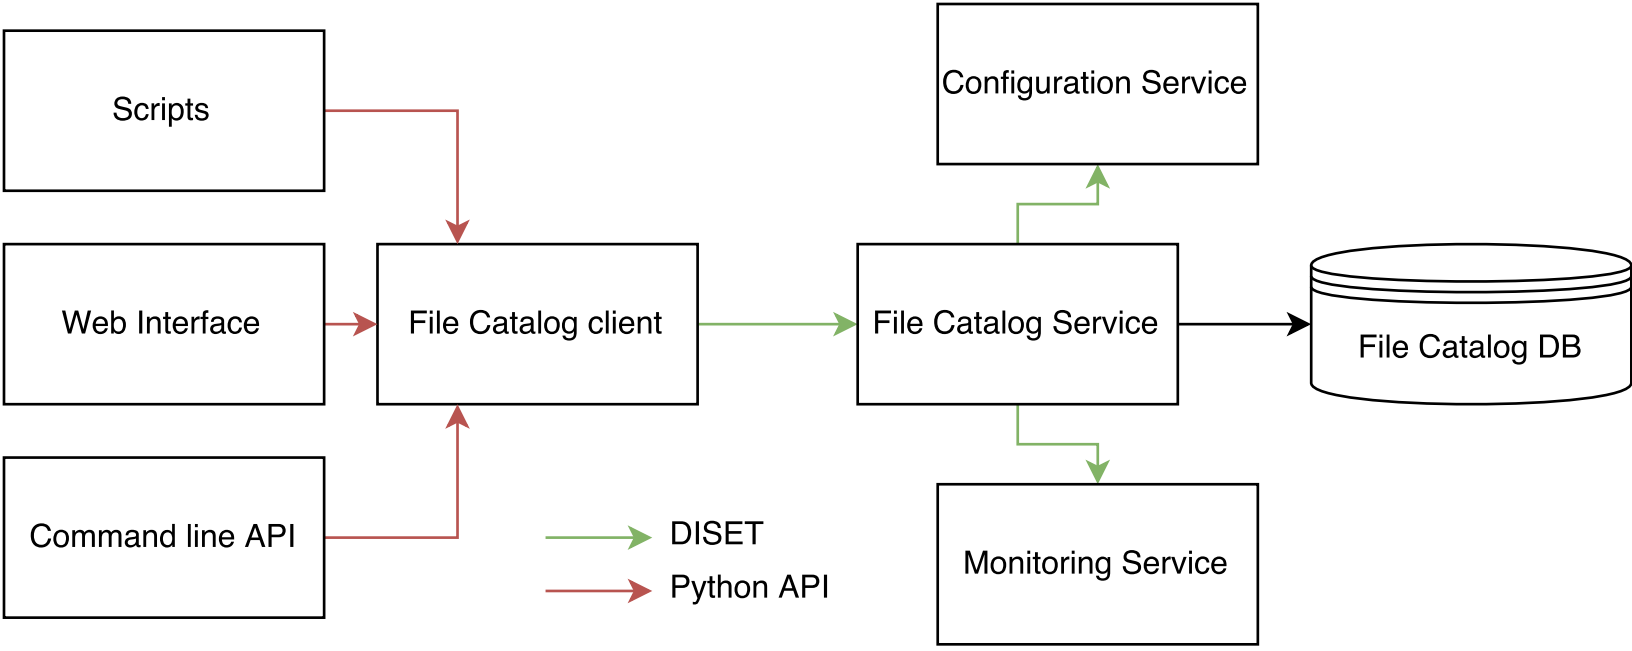 Configuration Service
Scripts
Web Interface
File Catalog client
File Catalog Service
File Catalog DB
Command line API
DISET
Python API
Monitoring Service